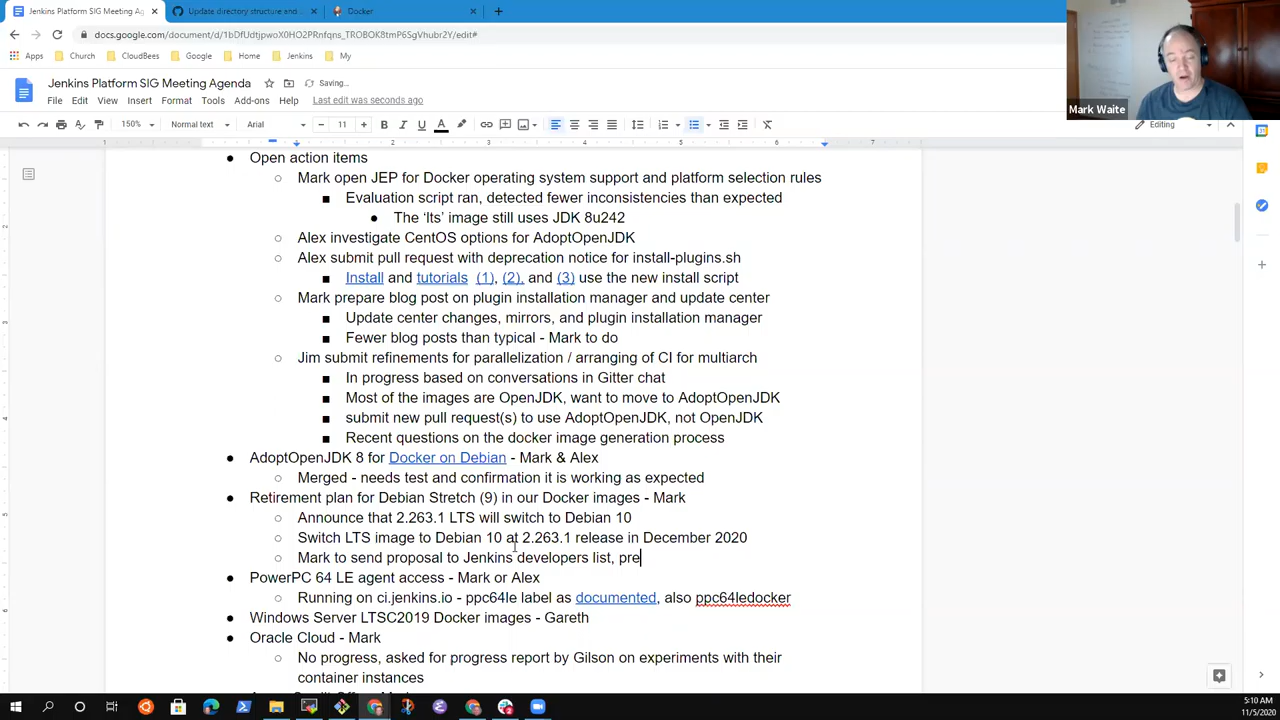 Jenkins Platform SIG Meeting Ag
Update directory structure and
Docker
docs.google.com/document/d/1bDfUdtjpwoX0HO2PRnfqns_TROBOK8tmP6SgVhubr2Y/edit#
Apps
Church
CloudBees
Google
Home
Jenkins
My
Mark Waite
Jenkins Platform SIG Meeting Agenda
Saving...
File Edit View Insert Format Tools Add-ons Help Last edit was seconds ago
150% Normal text Arial 11 Editing
1 2 3 4 5 6 7
Open action items
Mark open JEP for Docker operating system support and platform selection rules
Evaluation script ran, detected fewer inconsistencies than expected
The ‘lts’ image still uses JDK 8u242
Alex investigate CentOS options for AdoptOpenJDK
Alex submit pull request with deprecation notice for install-plugins.sh
Install and tutorials (1), (2), and (3) use the new install script
Mark prepare blog post on plugin installation manager and update center
Update center changes, mirrors, and plugin installation manager
Fewer blog posts than typical - Mark to do
Jim submit refinements for parallelization / arranging of CI for multiarch
In progress based on conversations in Gitter chat
Most of the images are OpenJDK, want to move to AdoptOpenJDK
submit new pull request(s) to use AdoptOpenJDK, not OpenJDK
Recent questions on the docker image generation process
AdoptOpenJDK 8 for Docker on Debian - Mark & Alex
Merged - needs test and confirmation it is working as expected
Retirement plan for Debian Stretch (9) in our Docker images - Mark
Announce that 2.263.1 LTS will switch to Debian 10
Switch LTS image to Debian 10 at 2.263.1 release in December 2020
Mark to send proposal to Jenkins developers list, pre
PowerPC 64 LE agent access - Mark or Alex
Running on ci.jenkins.io - ppc64le label as documented, also ppc64ledocker
Windows Server LTSC2019 Docker images - Gareth
Oracle Cloud - Mark
No progress, asked for progress report by Gilson on experiments with their
container instances
5:10 AM
11/5/2020